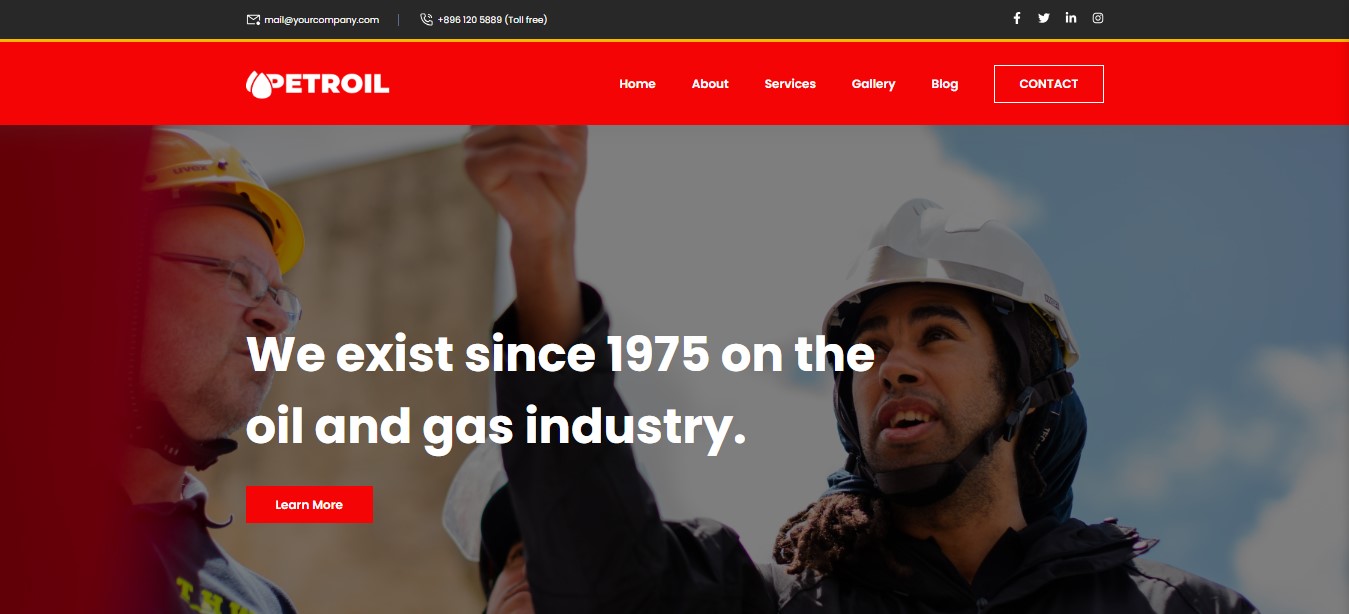 mail@yourcompany.com
+896 120 5889 (Toll free)
PETROIL
Home
About
Services
Gallery
Blog
CONTACT
uvex
We exist since 1975 on the
oil and gas industry.
Learn More